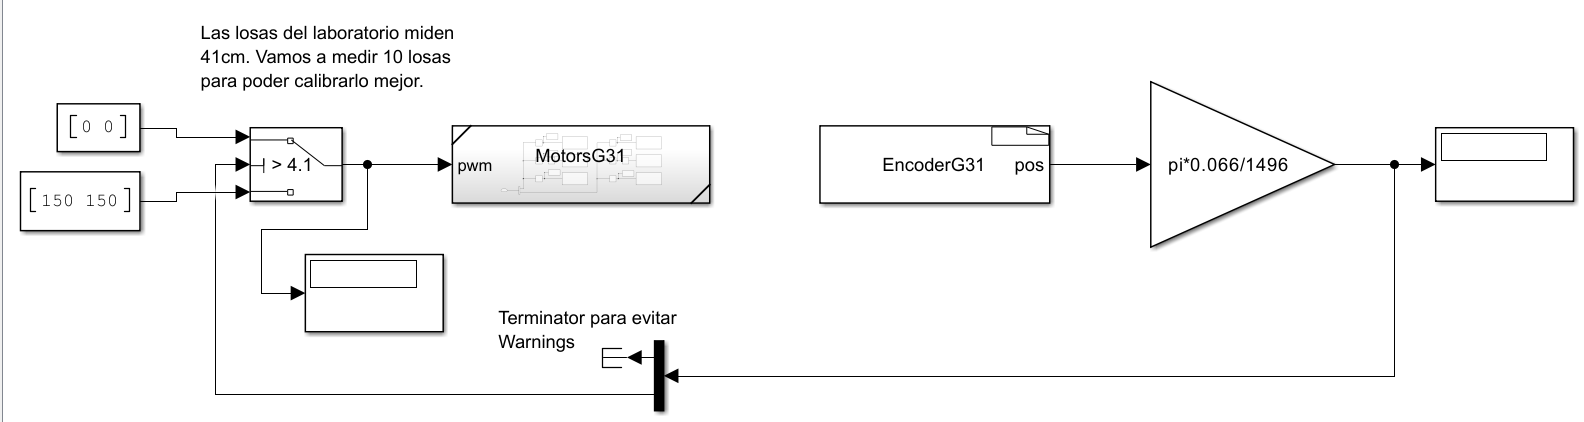 Las losas del laboratorio miden
41cm. Vamos a medir 10 losas
para poder calibrarlo mejor.
[0 0]
> 4.1
[150 150]
pwm
MotorsG31
EncoderG31
pos
pi*0.066/1496
Terminator para evitar
Warnings